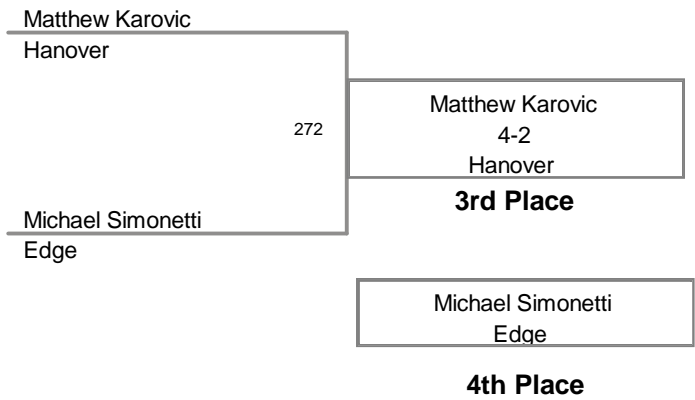 Matthew Karovic
Hanover
272
Matthew Karovic
4-2
Hanover
3rd Place
Michael Simonetti
Edge
Michael Simonetti
Edge
4th Place